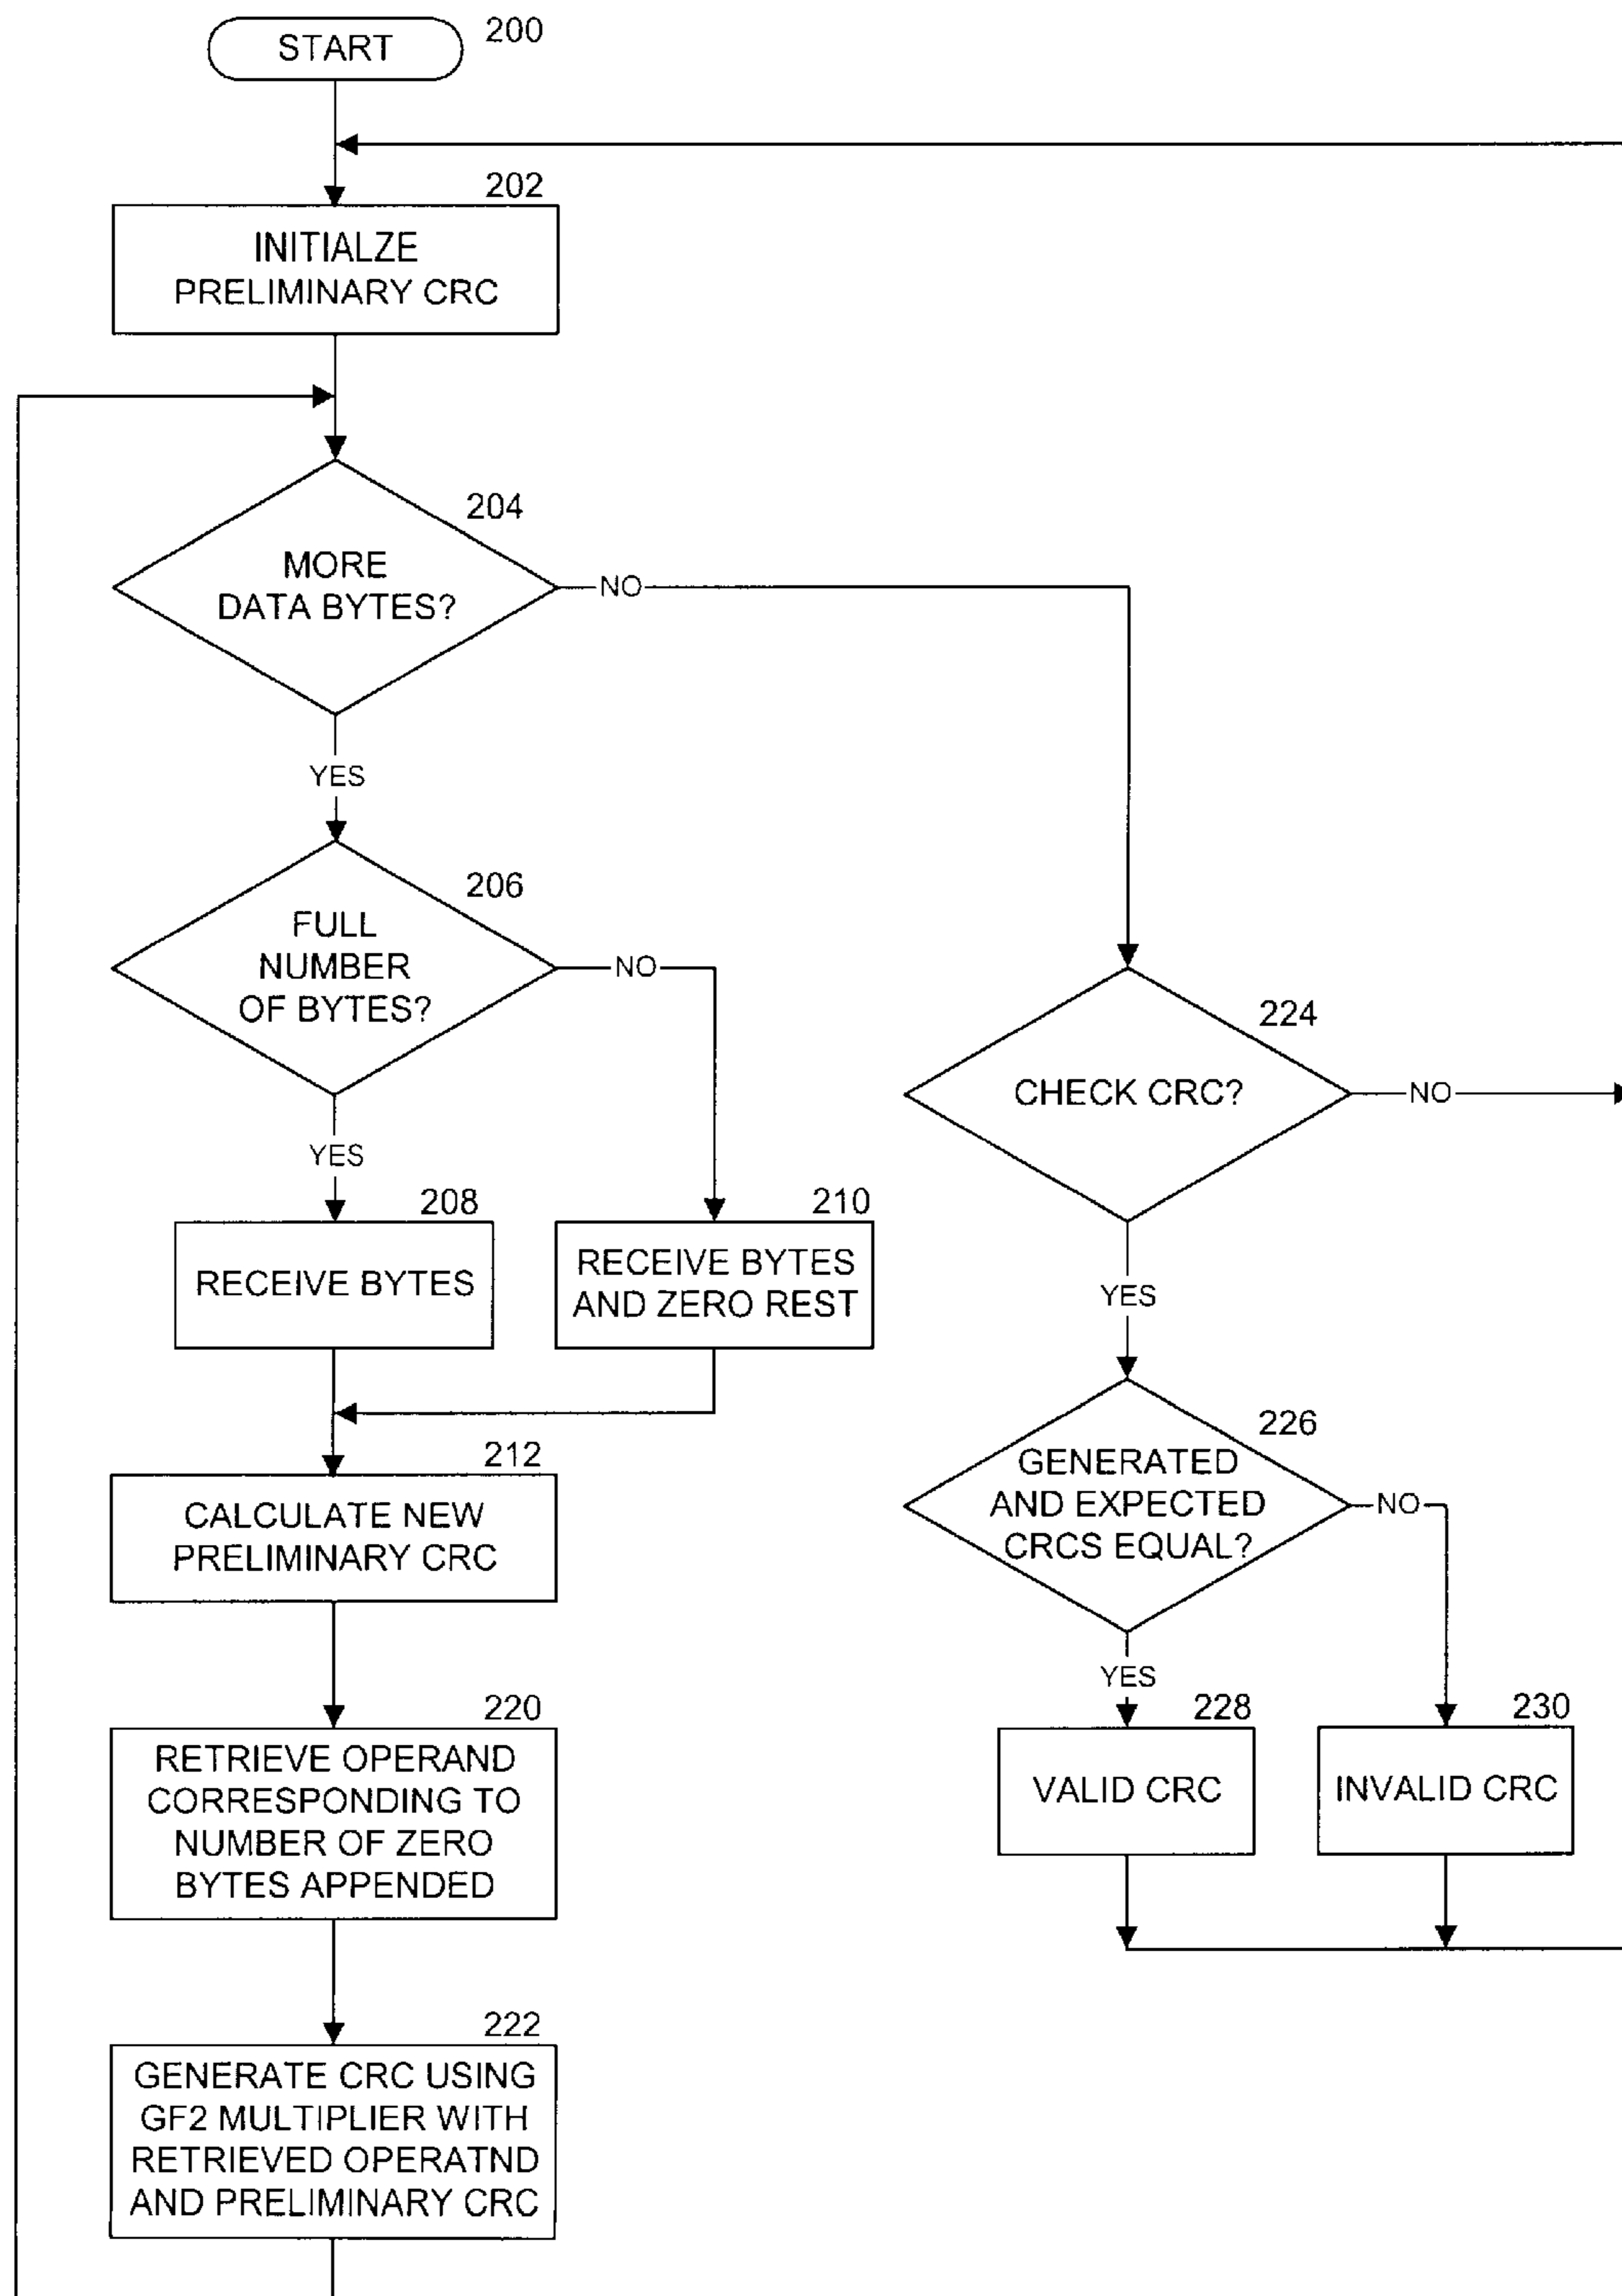 START
200
202
INITIALZE
PRELIMINARY CRC
204
MORE
DATA BYTES?
NO
YES
206
FULL
NUMBER
OF BYTES?
NO
YES
208
RECEIVE BYTES
210
RECEIVE BYTES
AND ZERO REST
212
CALCULATE NEW
PRELIMINARY CRC
220
RETRIEVE OPERAND
CORRESPONDING TO
NUMBER OF ZERO
BYTES APPENDED
222
GENERATE CRC USING
GF2 MULTIPLIER WITH
RETRIEVED OPERATND
AND PRELIMINARY CRC
224
CHECK CRC?
NO
YES
226
GENERATED
AND EXPECTED
CRCS EQUAL?
NO
YES
228
VALID CRC
230
INVALID CRC